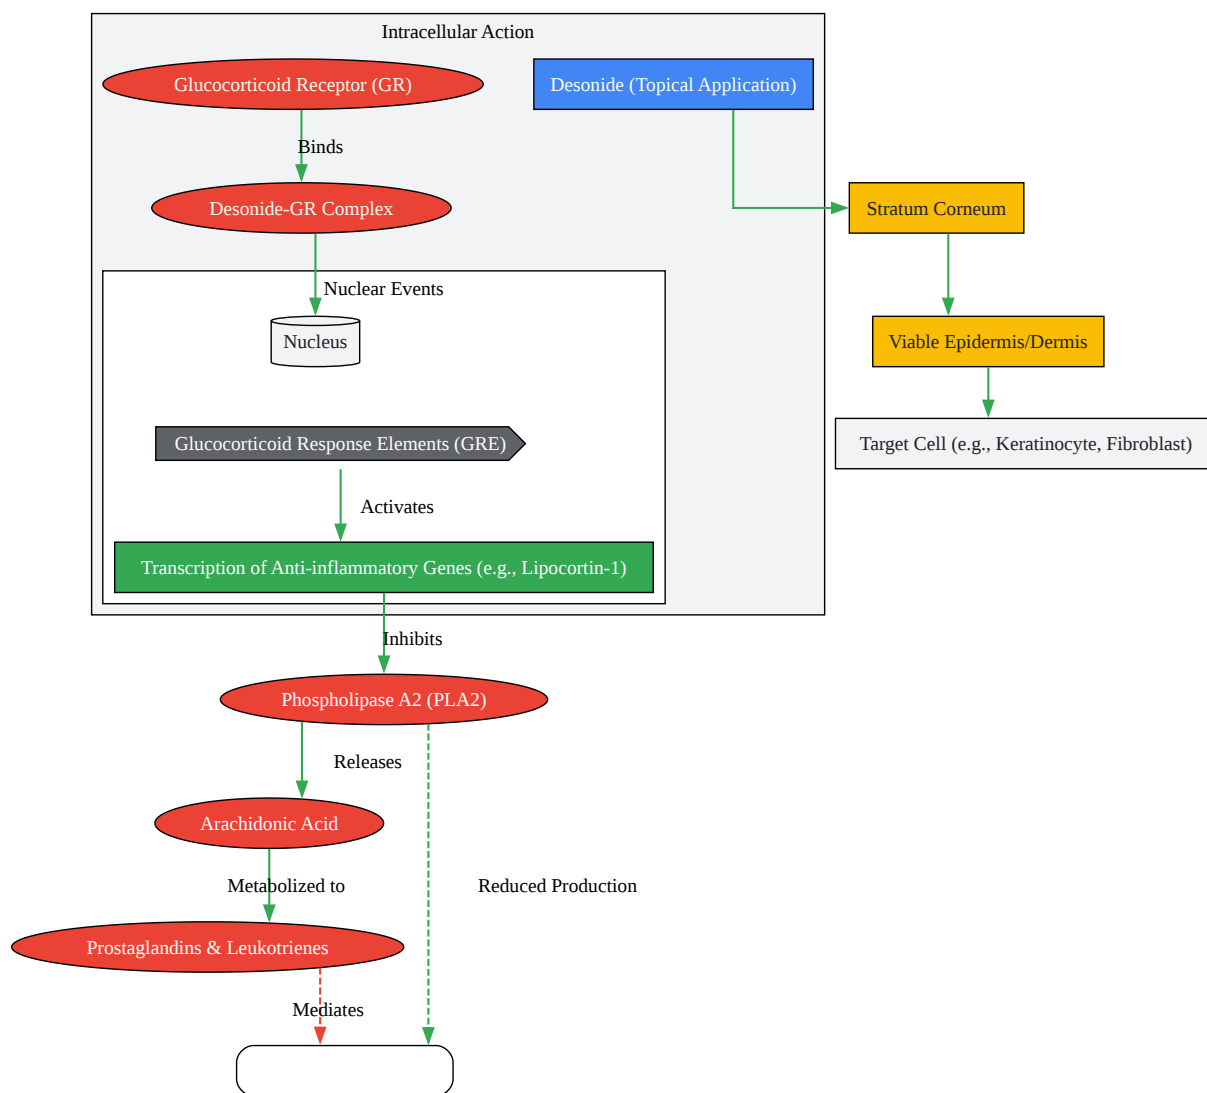 Intracellular Action
Glucocorticoid Receptor (GR)
Desonide (Topical Application)
Binds
Desonide-GR Complex
Stratum Corneum
Nuclear Events
Nucleus
Viable Epidermis/Dermis
Glucocorticoid Response Elements (GRE)
Target Cell (e.g., Keratinocyte, Fibroblast)
Activates
Transcription of Anti-inflammatory Genes (e.g., Lipocortin-1)
Inhibits
Phospholipase A2 (PLA2)
Releases
Arachidonic Acid
Metabolized to
Reduced Production
Prostaglandins & Leukotrienes
Mediates